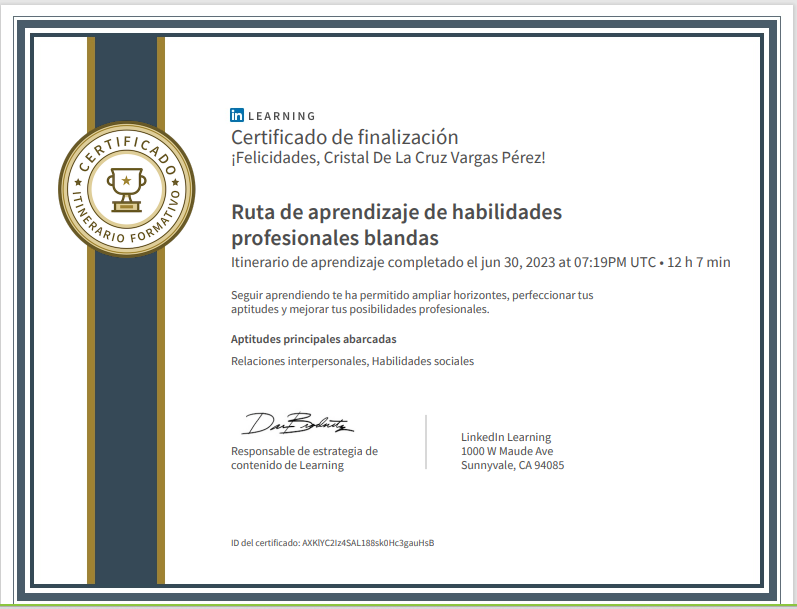 CERTIFICADO
ITINERARIO FORMATIVO
in LEARNING
Certificado de finalización
¡Felicidades, Cristal De La Cruz Vargas Pérez!
Ruta de aprendizaje de habilidades
profesionales blandas
Itinerario de aprendizaje completado el jun 30, 2023 at 07:19PM UTC • 12 h 7 min
Seguir aprendiendo te ha permitido ampliar horizontes, perfeccionar tus
aptitudes y mejorar tus posibilidades profesionales.
Aptitudes principales abarcadas
Relaciones interpersonales, Habilidades sociales
Responsable de estrategia de
contenido de Learning
LinkedIn Learning
1000 W Maude Ave
Sunnyvale, CA 94085
ID del certificado: AXKlYC2Iz4SAL188sk0Hc3gauHsB